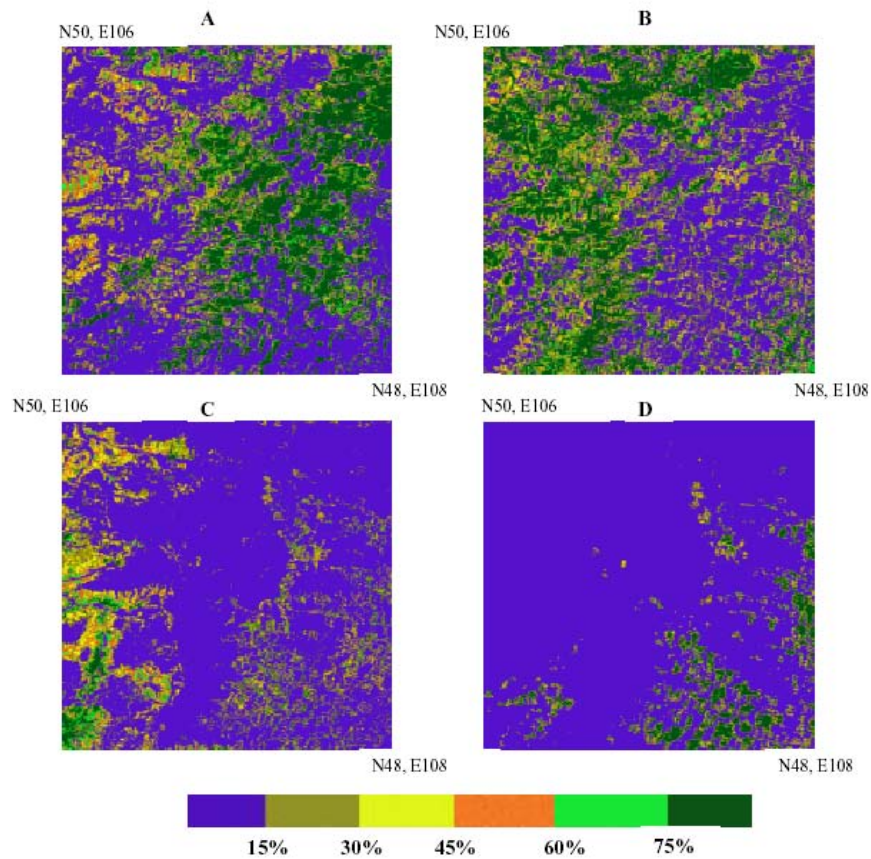 A
B
N50, E106
N50, E106
N48, E108
N48, E108
N50, E106
C
N50, E106
D
N48, E108
N48, E108
15% 30% 45% 60% 75%